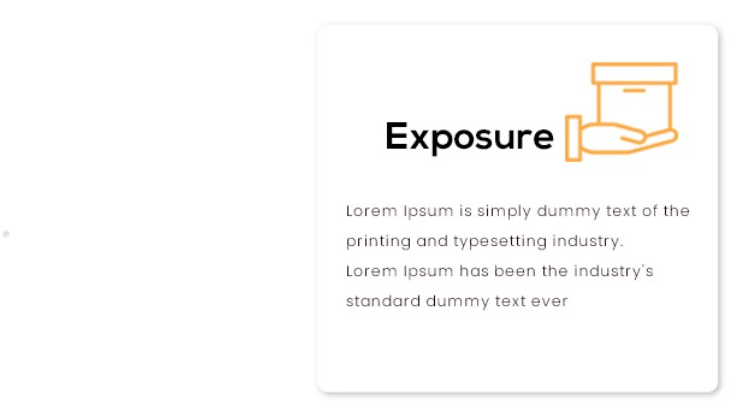 Exposure
Lorem Ipsum is simply dummy text of the
printing and typesetting industry.
Lorem Ipsum has been the industry's
standard dummy text ever